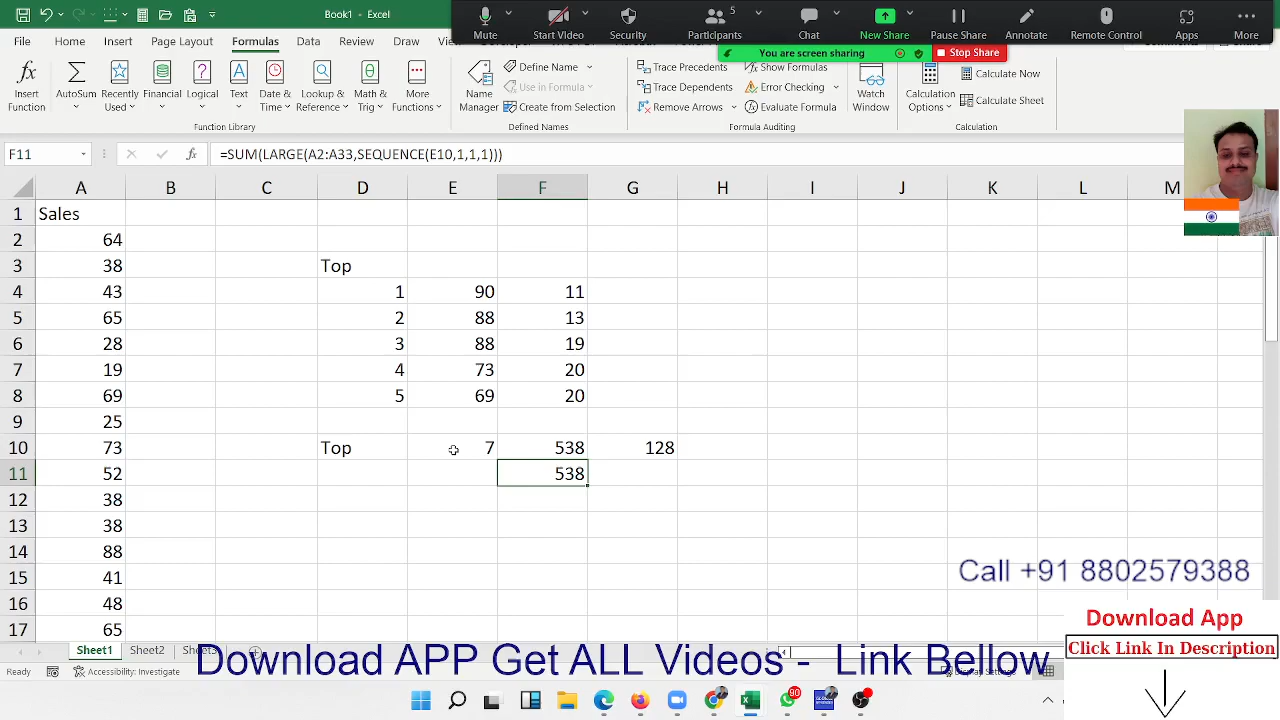 Top1 - Excel
5
Mute
Start Video
Security
Participants
Chat
New Share
Pause Share
Annotate
Remote Control
Apps
More
You are screen sharing
Stop Share
File
Home
Insert
Page Layout
Formulas
Data
Review
View
Draw
Insert Function
AutoSum
Recently Used
Financial
Logical
Text
Date & Time
Lookup & Reference
Math & Trig
More Functions
Function Library
Name Manager
Define Name
Use in Formula
Create from Selection
Defined Names
Trace Precedents
Trace Dependents
Remove Arrows
Show Formulas
Error Checking
Evaluate Formula
Formula Auditing
Watch Window
Calculation Options
Calculate Now
Calculate Sheet
Calculation
F11
fx
=SUM(LARGE(A2:A33,SEQUENCE(E10,1,1,1)))
A B C D E F G H I J K L M
1 Sales
2 64
3 38 Top
4 43 1 90 11
5 65 2 88 13
6 28 3 88 19
7 19 4 73 20
8 69 5 69 20
9 25
10 73 Top 7 538 128
11 52 538
12 38
13 38
14 88
15 41
16 48
17 65
Call +91 8802579388
Download App
Click Link In Description
Sheet1 Sheet2
Download APP Get ALL Videos - Link Bellow
Ready
Accessibility: Investigate
90